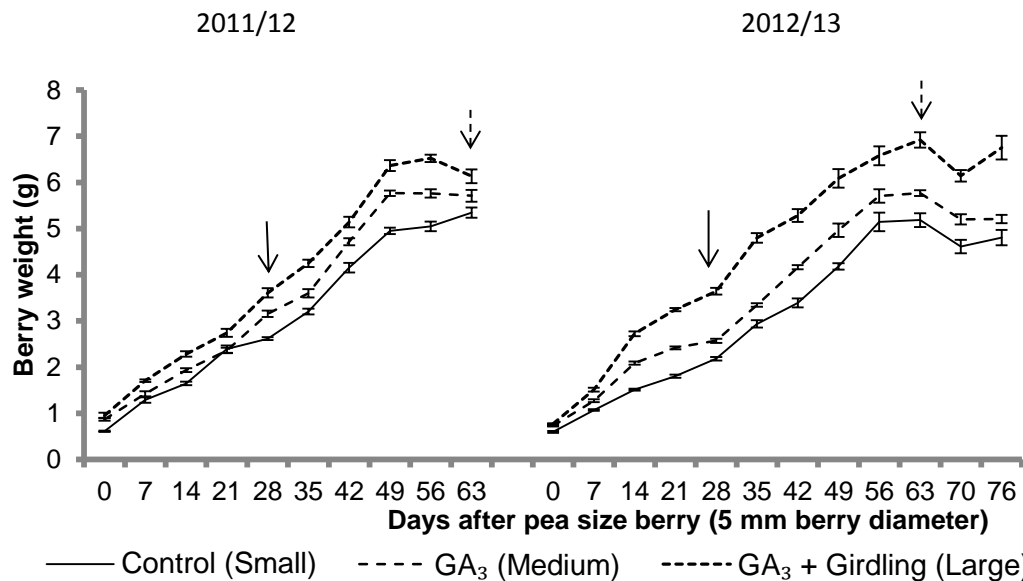 2011/12 2012/13
8
7
6
5
4
3
2
1
0
Berry weight (g)
0 7 14 21 28 35 42 49 56 63 0 7 14 21 28 35 42 49 56 63 70 76
Days after pea size berry (5 mm berry diameter)
Control (Small) GA₃ (Medium) GA₃ + Girdling (Large)